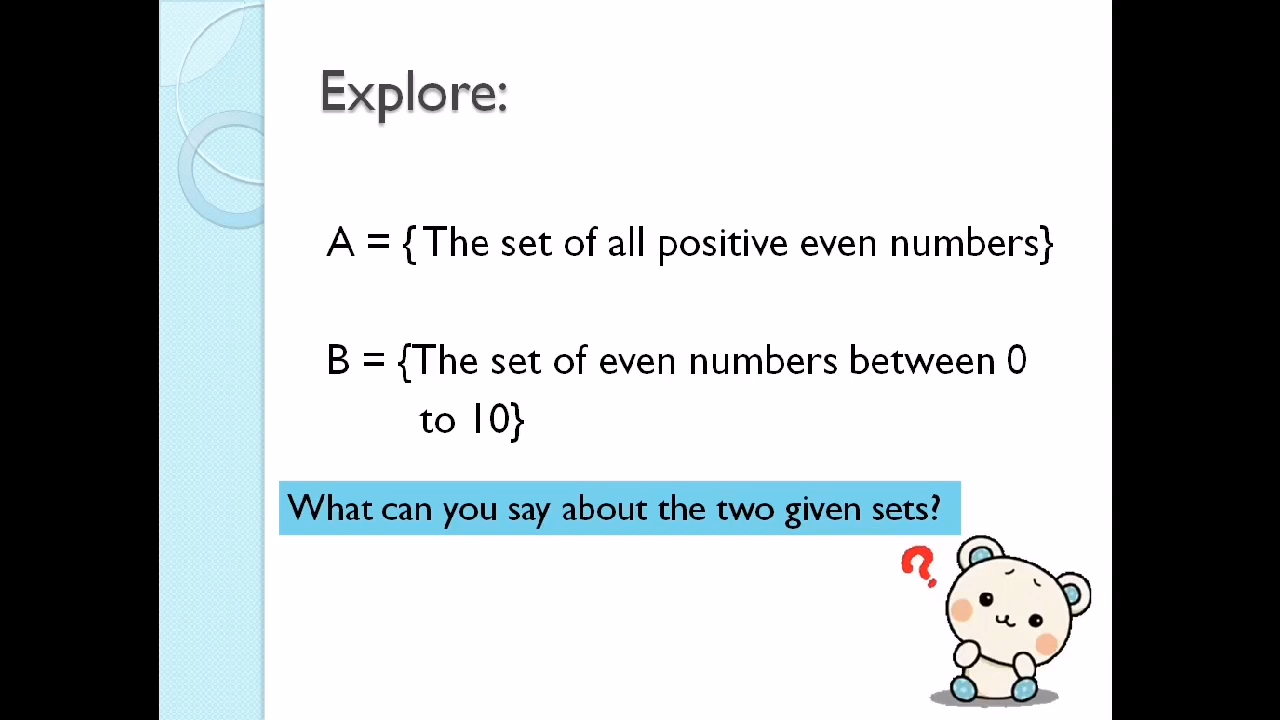 Explore:
A = { The set of all positive even numbers}
B = {The set of even numbers between 0
to 10}
What can you say about the two given sets?
?